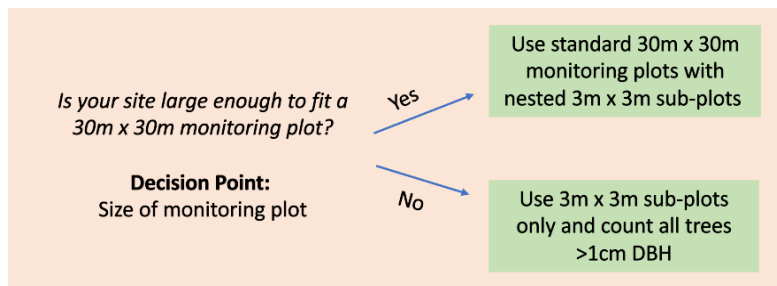 Is your site large enough to fit a
30m x 30m monitoring plot?
Decision Point:
Size of monitoring plot
Yes
Use standard 30m x 30m
monitoring plots with
nested 3m x 3m sub-plots
No
Use 3m x 3m sub-plots
only and count all trees
>1cm DBH